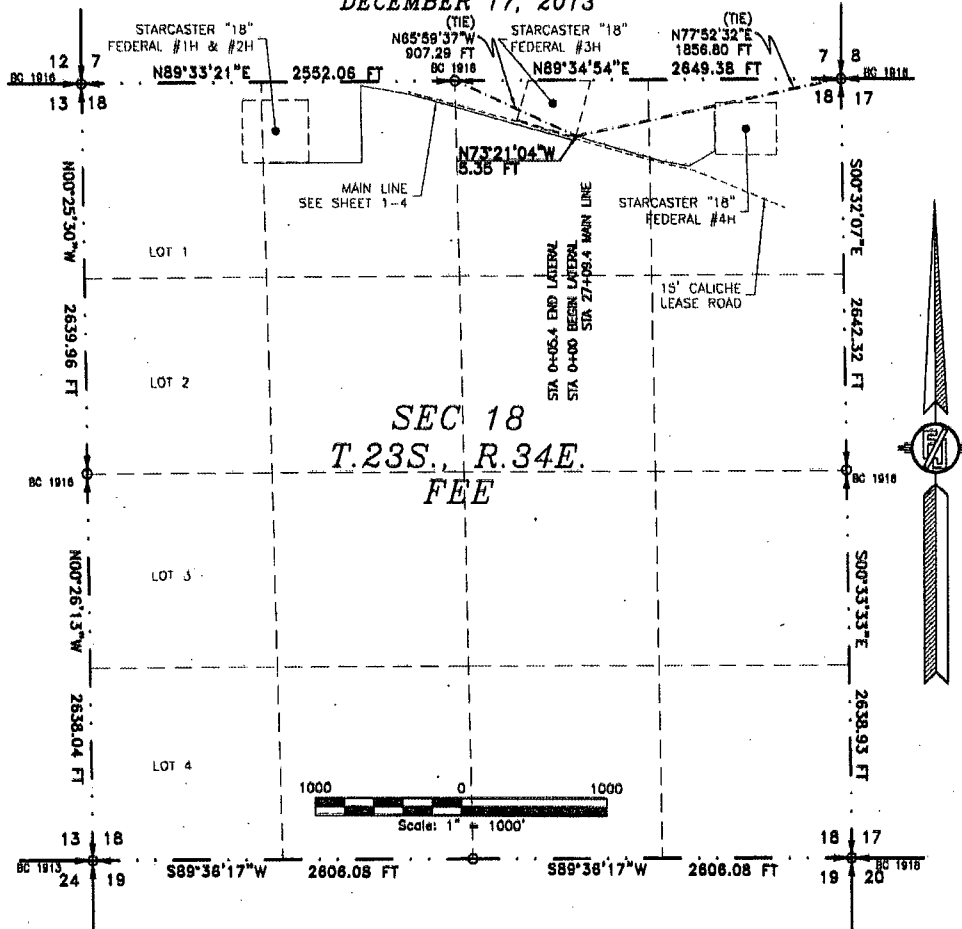 DECEMBER 17, 2013
STARCASTER "18"
FEDERAL #1H & #2H
(TIE)
N65°59'37"W
907.29 FT
STARCASTER "18"
FEDERAL #3H
(TIE)
N77°52'32"E
1856.80 FT
12 7
BC 1916
13 18
N89°33'21"E 2552.06 FT
BC 1916
N89°34'54"E 2649.38 FT
7 8
BC 1916
18 17
N73°21'04"W
5.35 FT
MAIN LINE
SEE SHEET 1-4
STARCASTER "18"
FEDERAL #4H
15' CALICHE
LEASE ROAD
STA 0+05.4 END LATERAL
STA 0+00 BEGIN LATERAL
STA 27+09.4 MAIN LINE
N00°25'30"W
2639.96 FT
S00°32'07"E
2642.32 FT
LOT 1
LOT 2
SEC 18
T.23S., R.34E.
FEE
BC 1916
BC 1916
N00°26'13"W
2638.04 FT
S00°33'33"E
2638.93 FT
LOT 3
LOT 4
1000 0 1000
Scale: 1" = 1000'
13 18
BC 1913
24 19
S89°36'17"W 2606.08 FT
S89°36'17"W 2606.08 FT
18 17
BC 1916
19 20